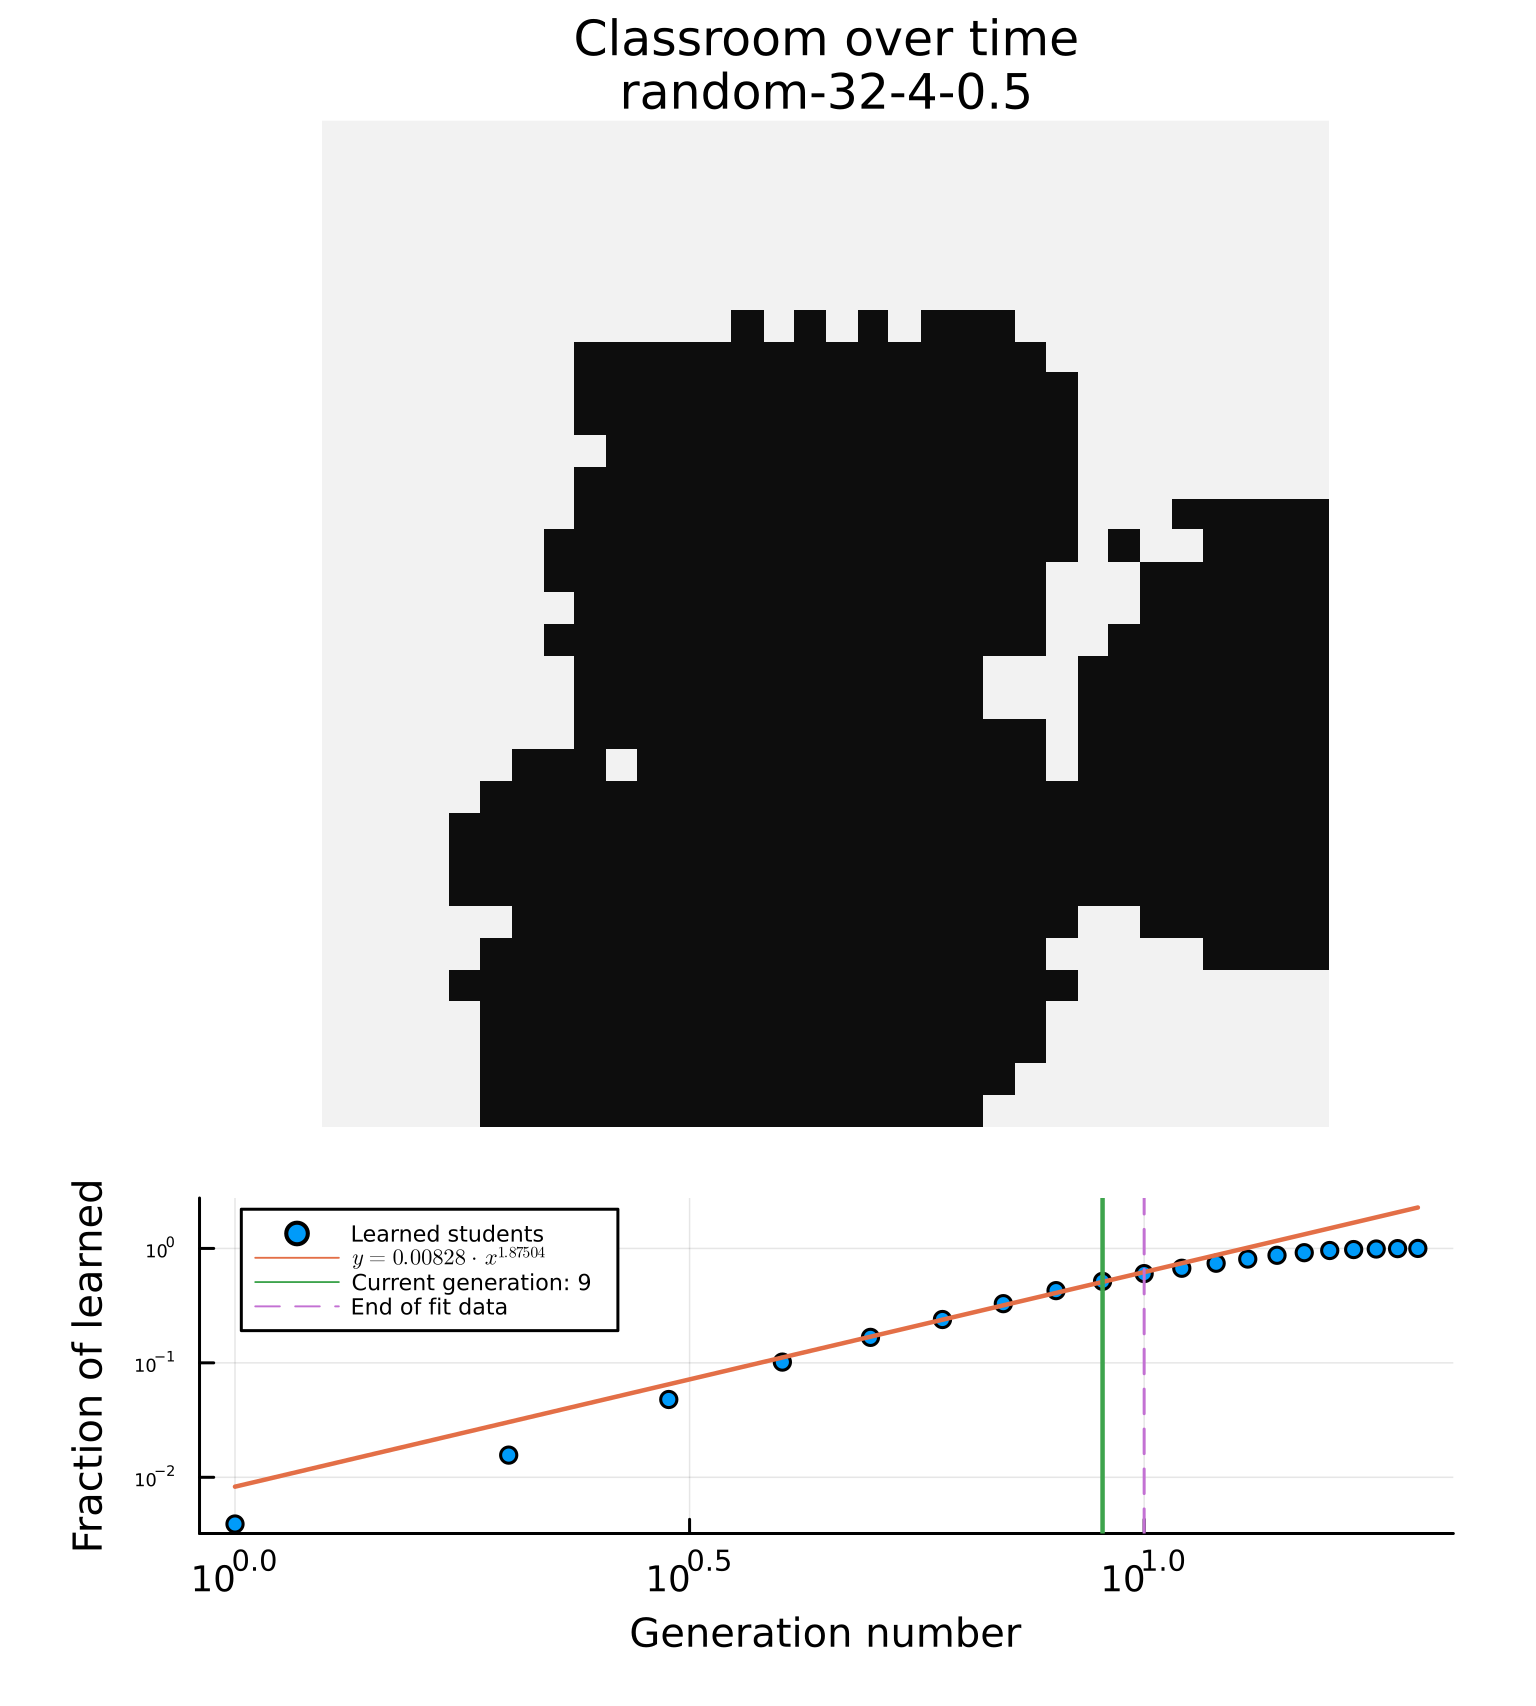 Classroom over time
random-32-4-0.5
Fraction of learned
Learned students
y = 0.00828 · x^1.87504
Current generation: 9
End of fit data
10^0
10^−1
10^−2
10^0.0
10^0.5
10^1.0
Generation number